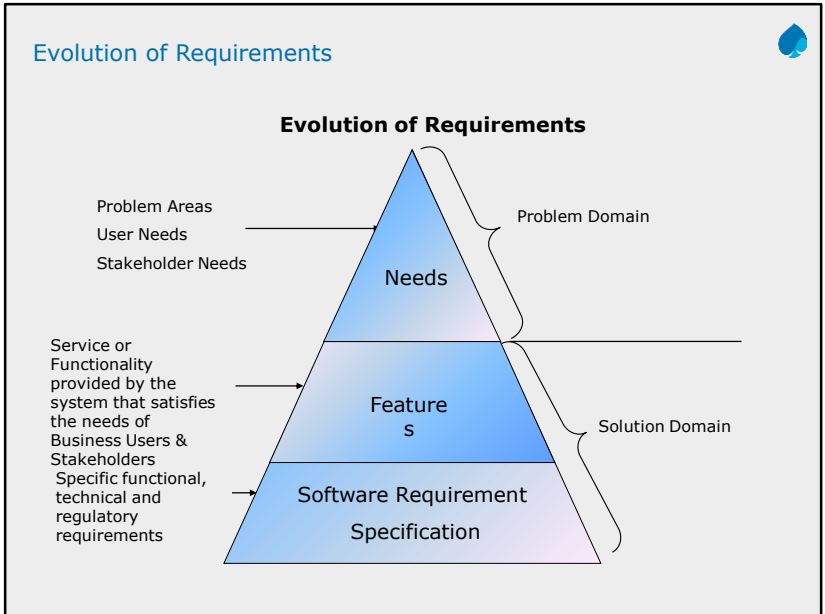 Evolution of Requirements
Evolution of Requirements
Problem Areas
User Needs
Stakeholder Needs
Problem Domain
Needs
Service or
Functionality
provided by the
system that satisfies
the needs of
Business Users &
Stakeholders
Feature
s
Solution Domain
Specific functional,
technical and
regulatory
requirements
Software Requirement
Specification